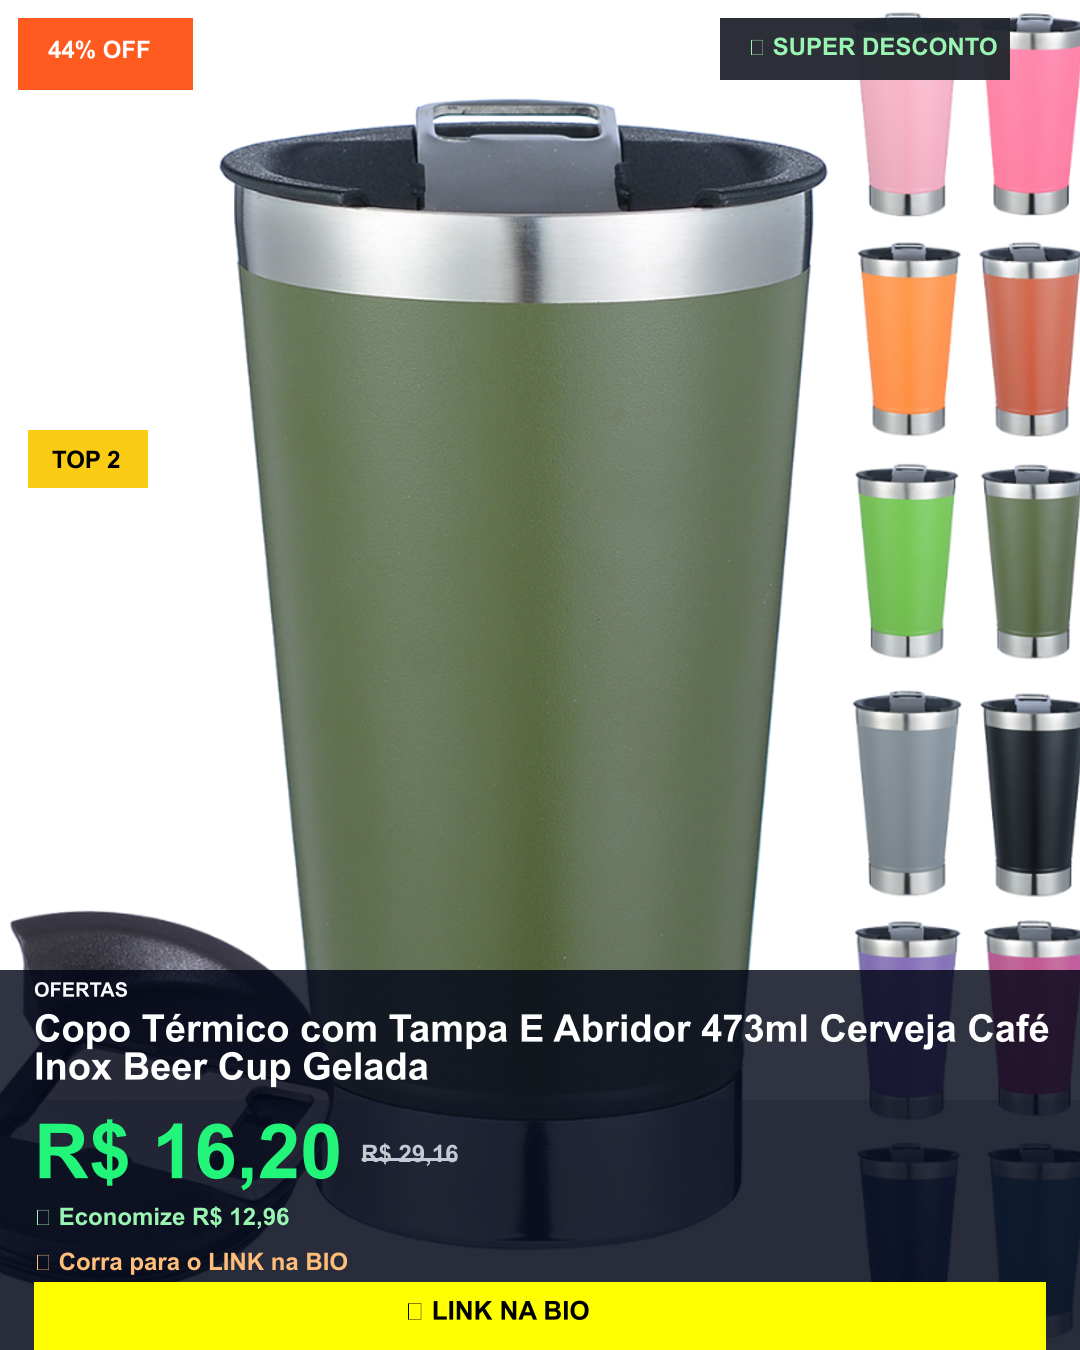 44% OFF
SUPER DESCONTO
TOP 2
OFERTAS
Copo Térmico com Tampa E Abridor 473ml Cerveja Café
Inox Beer Cup Gelada
R$ 16,20 R$ 29,16
Economize R$ 12,96
Corra para o LINK na BIO
LINK NA BIO